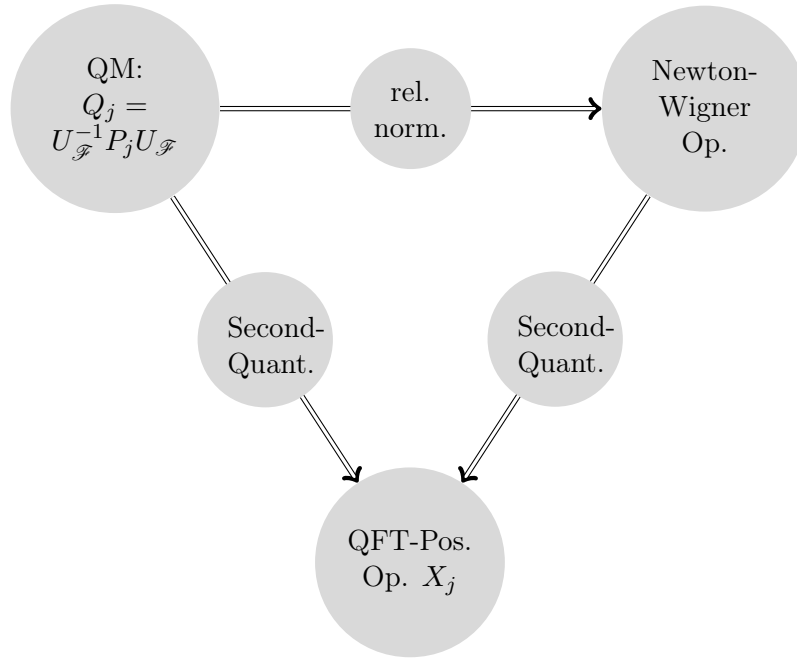 QM:
Q_j =
U_ℱ^{-1} P_j U_ℱ
rel.
norm.
Newton-
Wigner
Op.
Second-
Quant.
Second-
Quant.
QFT-Pos.
Op. X_j